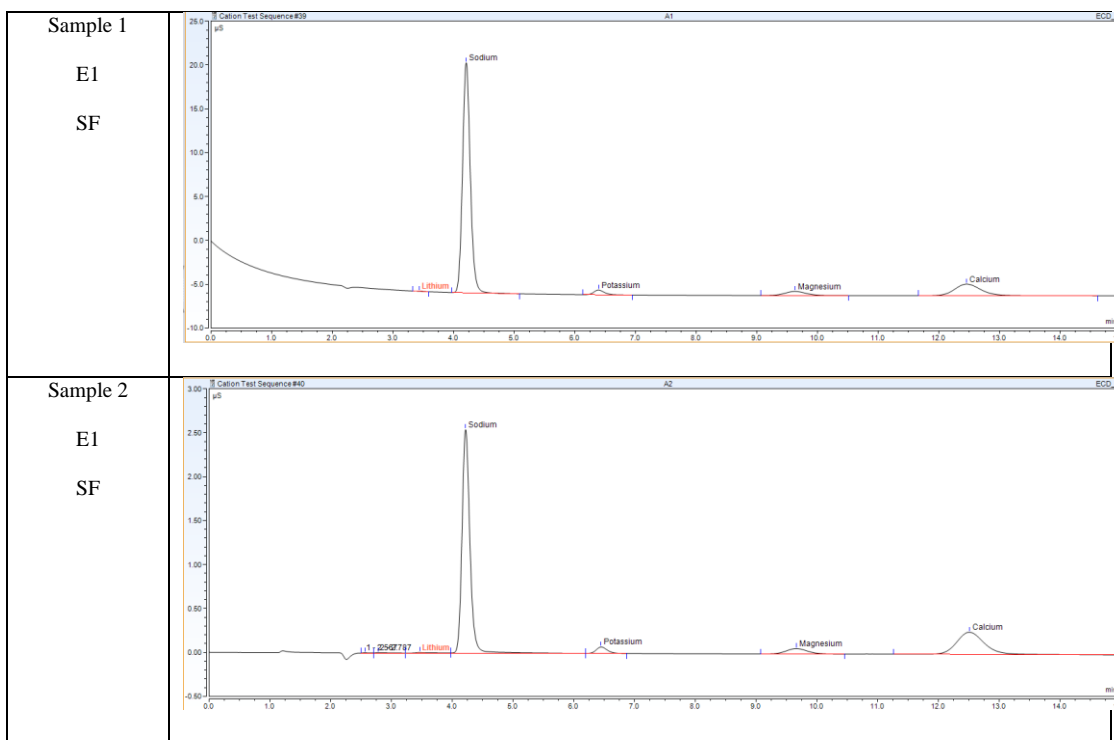 Sample 1
E1
SF
Cation Test Sequence #39 A1 ECD_
µS
25.0
20.0
15.0
10.0
5.0
0.0
-5.0
-10.0
Sodium
Lithium
Potassium
Magnesium
Calcium
min
0.0 1.0 2.0 3.0 4.0 5.0 6.0 7.0 8.0 9.0 10.0 11.0 12.0 13.0 14.0
Sample 2
E1
SF
Cation Test Sequence #40 A2 ECD_
µS
3.00
2.50
2.00
1.50
1.00
0.50
0.00
-0.50
Sodium
Lithium
Potassium
Magnesium
Calcium
min
0.0 1.0 2.0 3.0 4.0 5.0 6.0 7.0 8.0 9.0 10.0 11.0 12.0 13.0 14.0